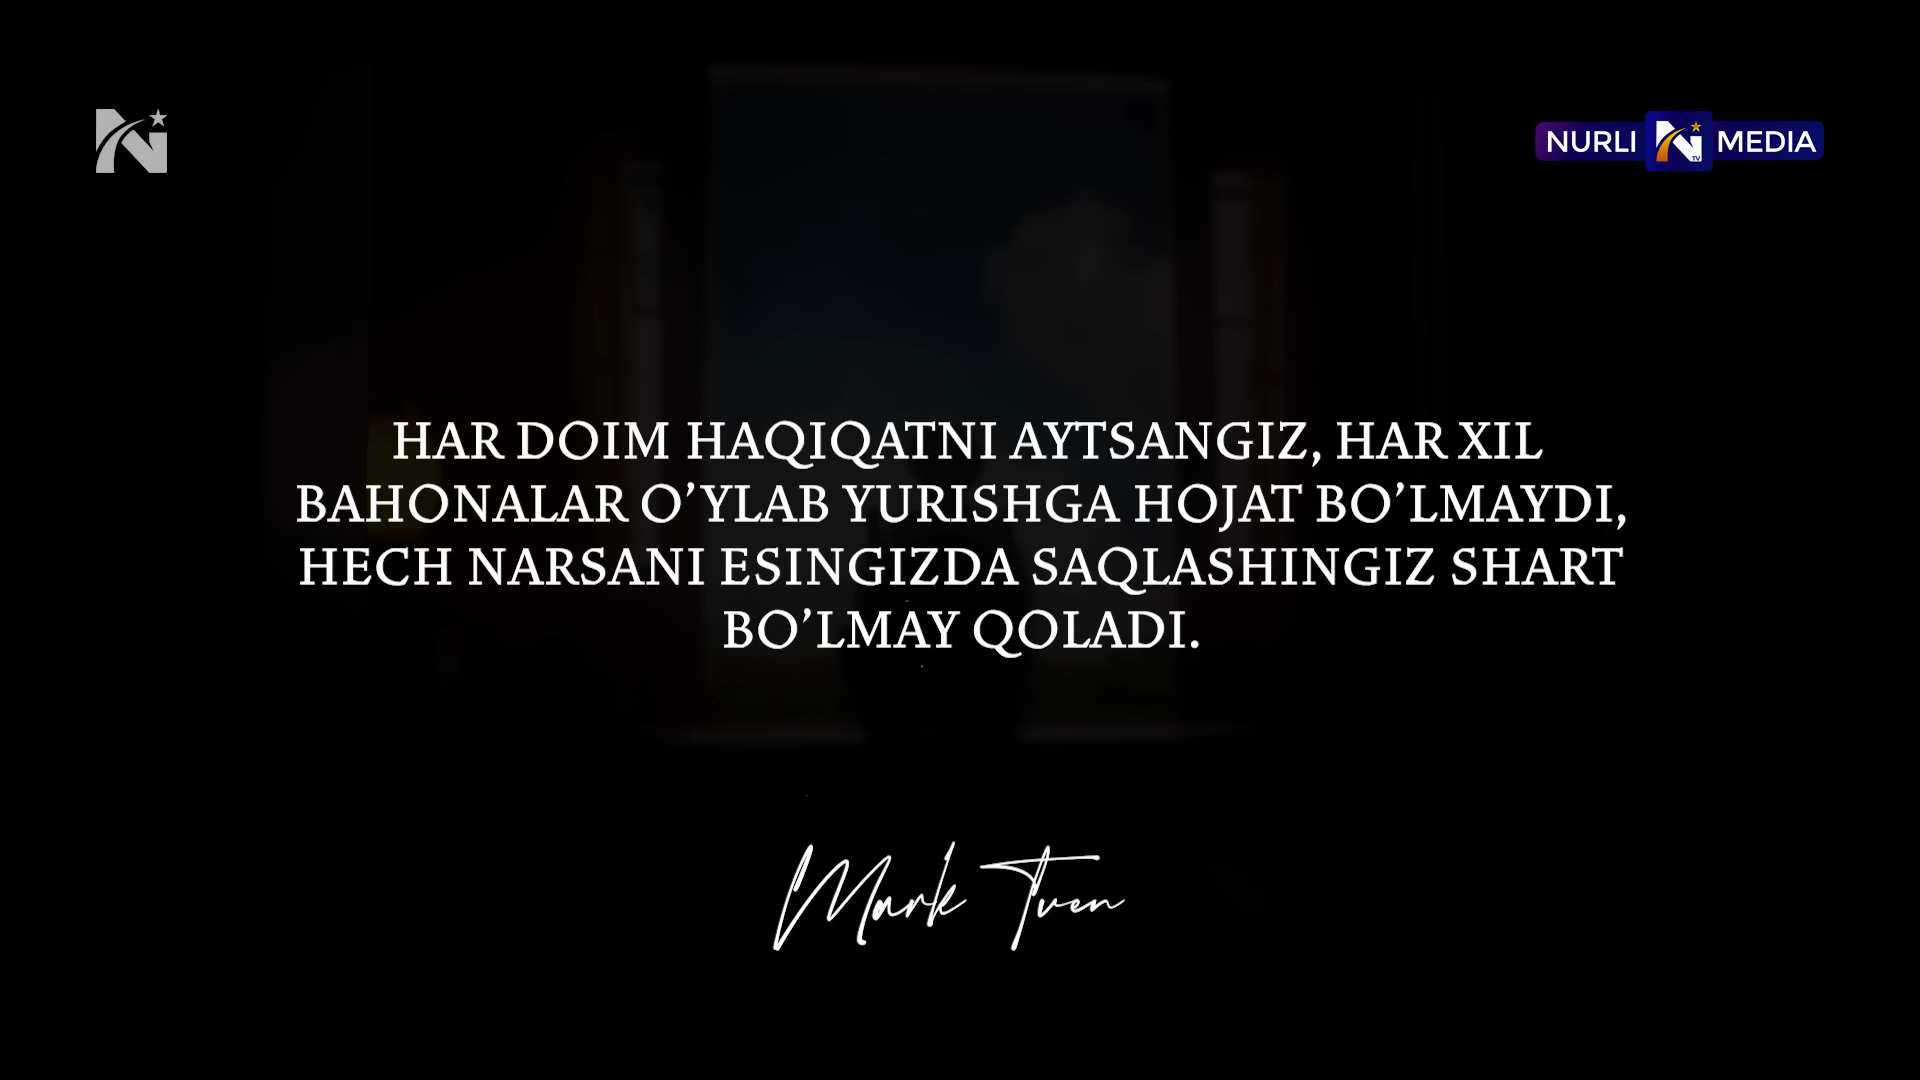 NURLI N TV MEDIA
HAR DOIM HAQIQATNI AYTSANGIZ, HAR XIL
BAHONALAR O’YLAB YURISHGA HOJAT BO’LMAYDI,
HECH NARSANI ESINGIZDA SAQLASHINGIZ SHART
BO’LMAY QOLADI.
Mark Tven